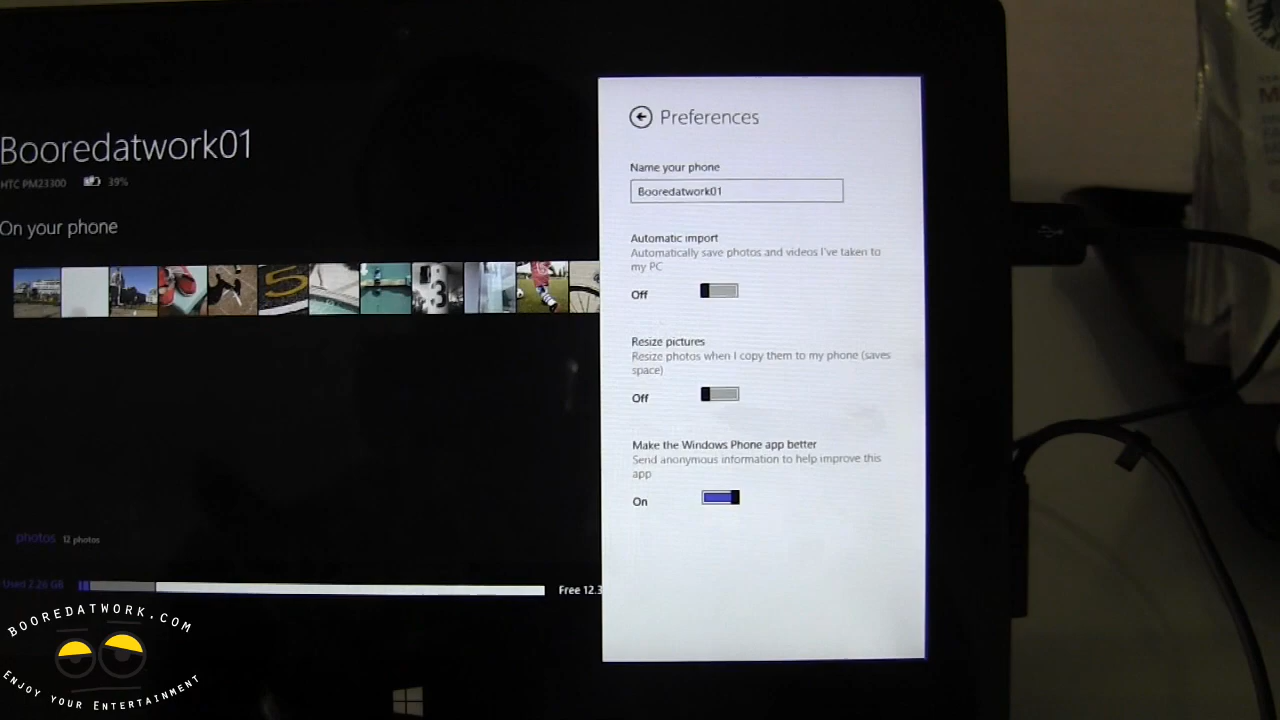 Booredatwork01
HTC PM23300 39%
On your phone
photos 12 photos
Used 2.26 GB
Free 12.3
Preferences
Name your phone
Booredatwork01
Automatic import
Automatically save photos and videos I've taken to
my PC
Off
Resize pictures
Resize photos when I copy them to my phone (saves
space)
Off
Make the Windows Phone app better
Send anonymous information to help improve this
app
On
BOOREDATWORK.COM
ENJOY YOUR ENTERTAINMENT
5
3